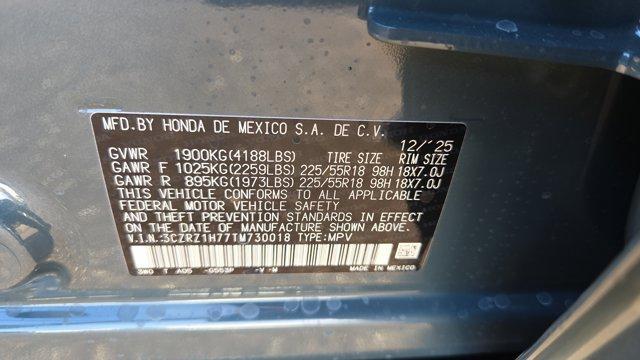 MFD.BY HONDA DE MEXICO S.A. DE C.V.
12/'25
GVWR 1900KG(4188LBS) TIRE SIZE RIM SIZE
GAWR F 1025KG(2259LBS) 225/55R18 98H 18X7.0J
GAWR R 895KG(1973LBS) 225/55R18 98H 18X7.0J
THIS VEHICLE CONFORMS TO ALL APPLICABLE
FEDERAL MOTOR VEHICLE SAFETY
AND THEFT PREVENTION STANDARDS IN EFFECT
ON THE DATE OF MANUFACTURE SHOWN ABOVE.
V.I.N.:3CZRZ1H77TM730018 TYPE:MPV
3W0 T A05 -G553P -V -W
MADE IN MEXICO